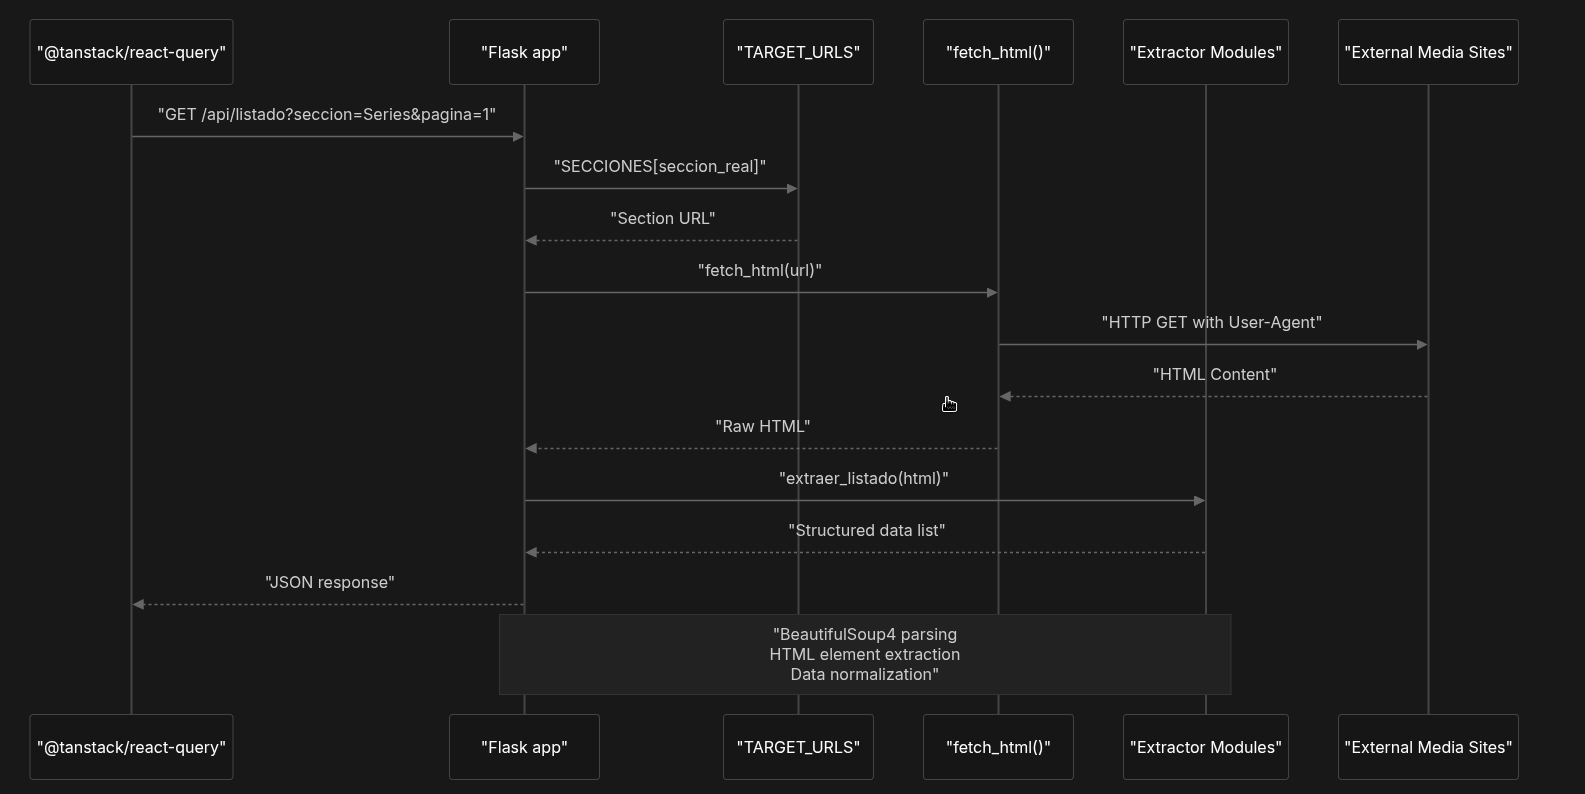 "@tanstack/react-query"
"Flask app"
"TARGET_URLS"
"fetch_html()"
"Extractor Modules"
"External Media Sites"
"GET /api/listado?seccion=Series&pagina=1"
"SECCIONES[seccion_real]"
"Section URL"
"fetch_html(url)"
"HTTP GET with User-Agent"
"HTML Content"
"Raw HTML"
"extraer_listado(html)"
"Structured data list"
"JSON response"
"BeautifulSoup4 parsing
HTML element extraction
Data normalization"
"@tanstack/react-query"
"Flask app"
"TARGET_URLS"
"fetch_html()"
"Extractor Modules"
"External Media Sites"